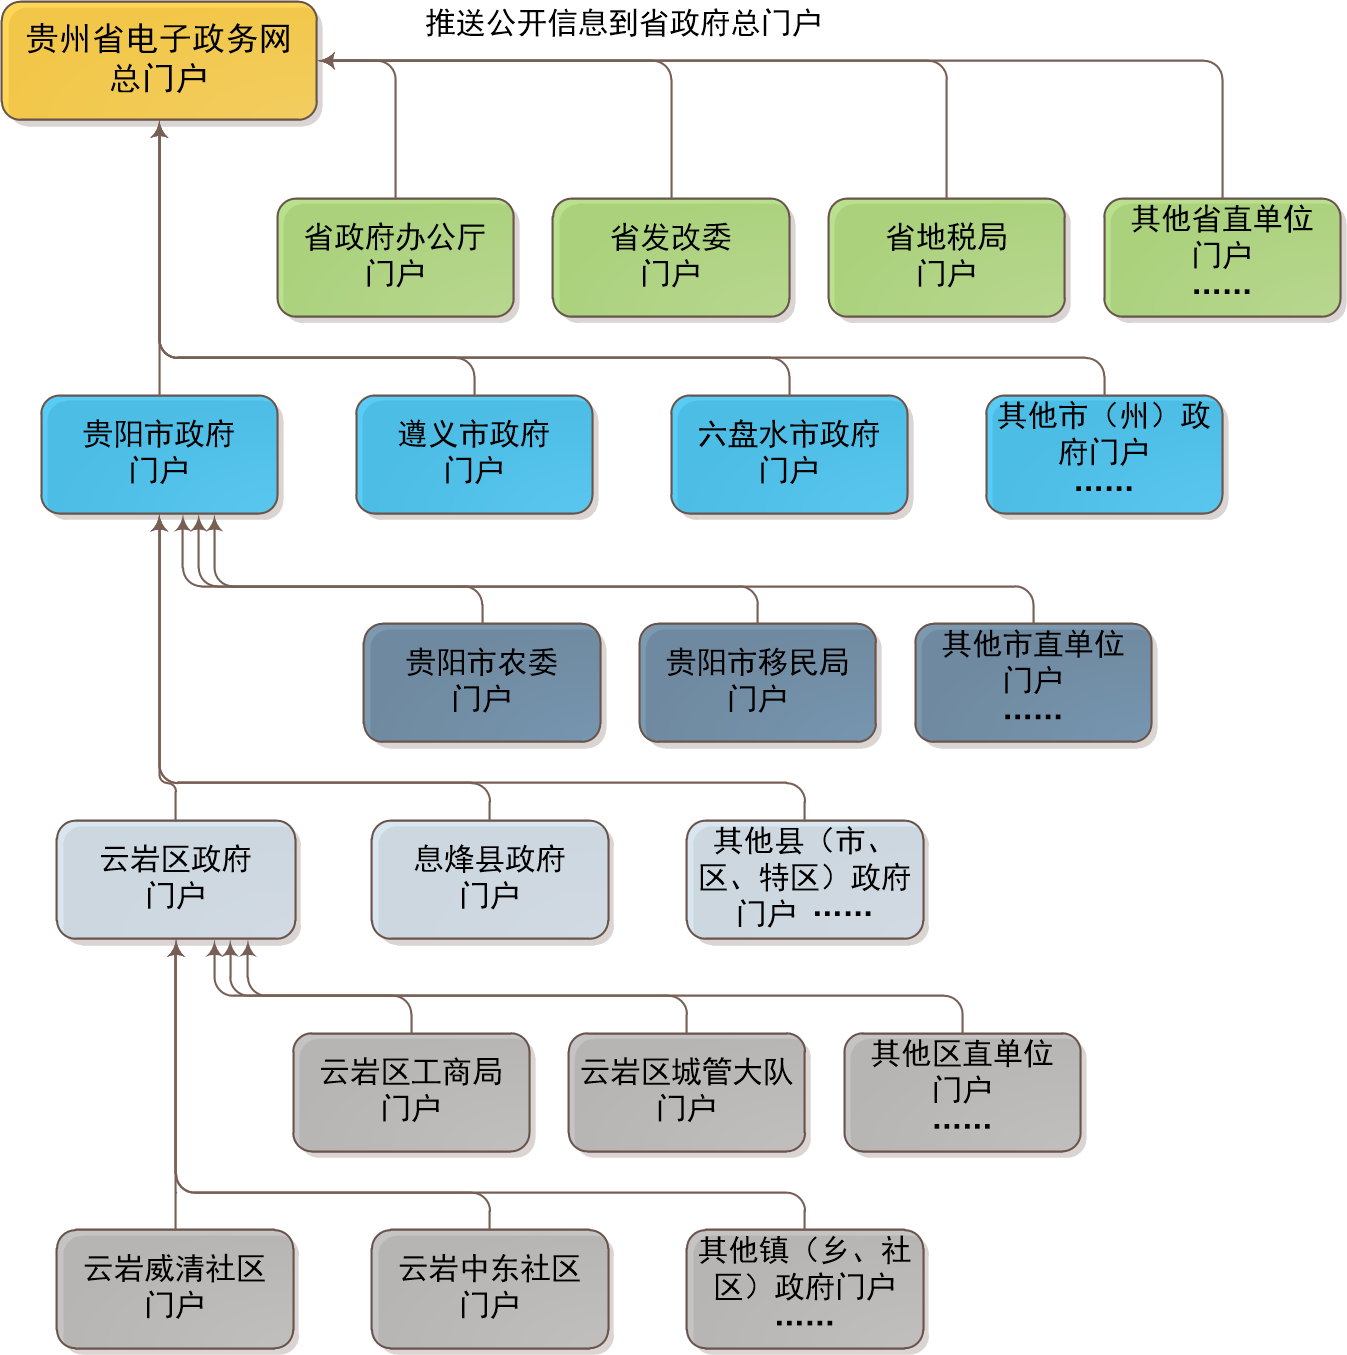 推送公开信息到省政府总门户
贵州省电子政务网
总门户
省政府办公厅
门户
省发改委
门户
省地税局
门户
其他省直单位
门户
……
贵阳市政府
门户
遵义市政府
门户
六盘水市政府
门户
其他市（州）政
府门户
……
贵阳市农委
门户
贵阳市移民局
门户
其他市直单位
门户
……
云岩区政府
门户
息烽县政府
门户
其他县（市、
区、特区）政府
门户 ……
云岩区工商局
门户
云岩区城管大队
门户
其他区直单位
门户
……
云岩威清社区
门户
云岩中东社区
门户
其他镇（乡、社
区）政府门户
……